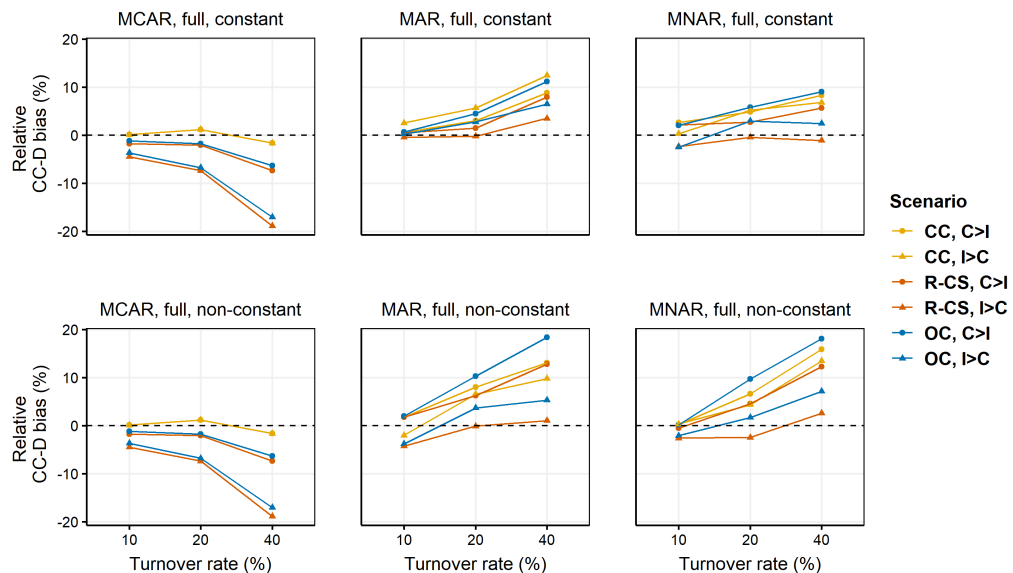 MCAR, full, constant
MAR, full, constant
MNAR, full, constant
Relative
CC-D bias (%)
20
10
0
-10
-20
MCAR, full, non-constant
MAR, full, non-constant
MNAR, full, non-constant
Relative
CC-D bias (%)
20
10
0
-10
-20
10 20 40
10 20 40
10 20 40
Turnover rate (%)
Turnover rate (%)
Turnover rate (%)
Scenario
CC, C>I
CC, I>C
R-CS, C>I
R-CS, I>C
OC, C>I
OC, I>C